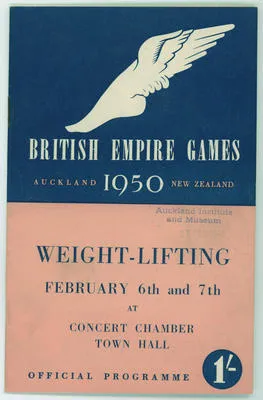 BRITISH EMPIRE GAMES
AUCKLAND 1950 NEW ZEALAND
Auckland Institute
and Museum
WEIGHT-LIFTING
FEBRUARY 6th and 7th
AT
CONCERT CHAMBER
TOWN HALL
OFFICIAL PROGRAMME 1/-